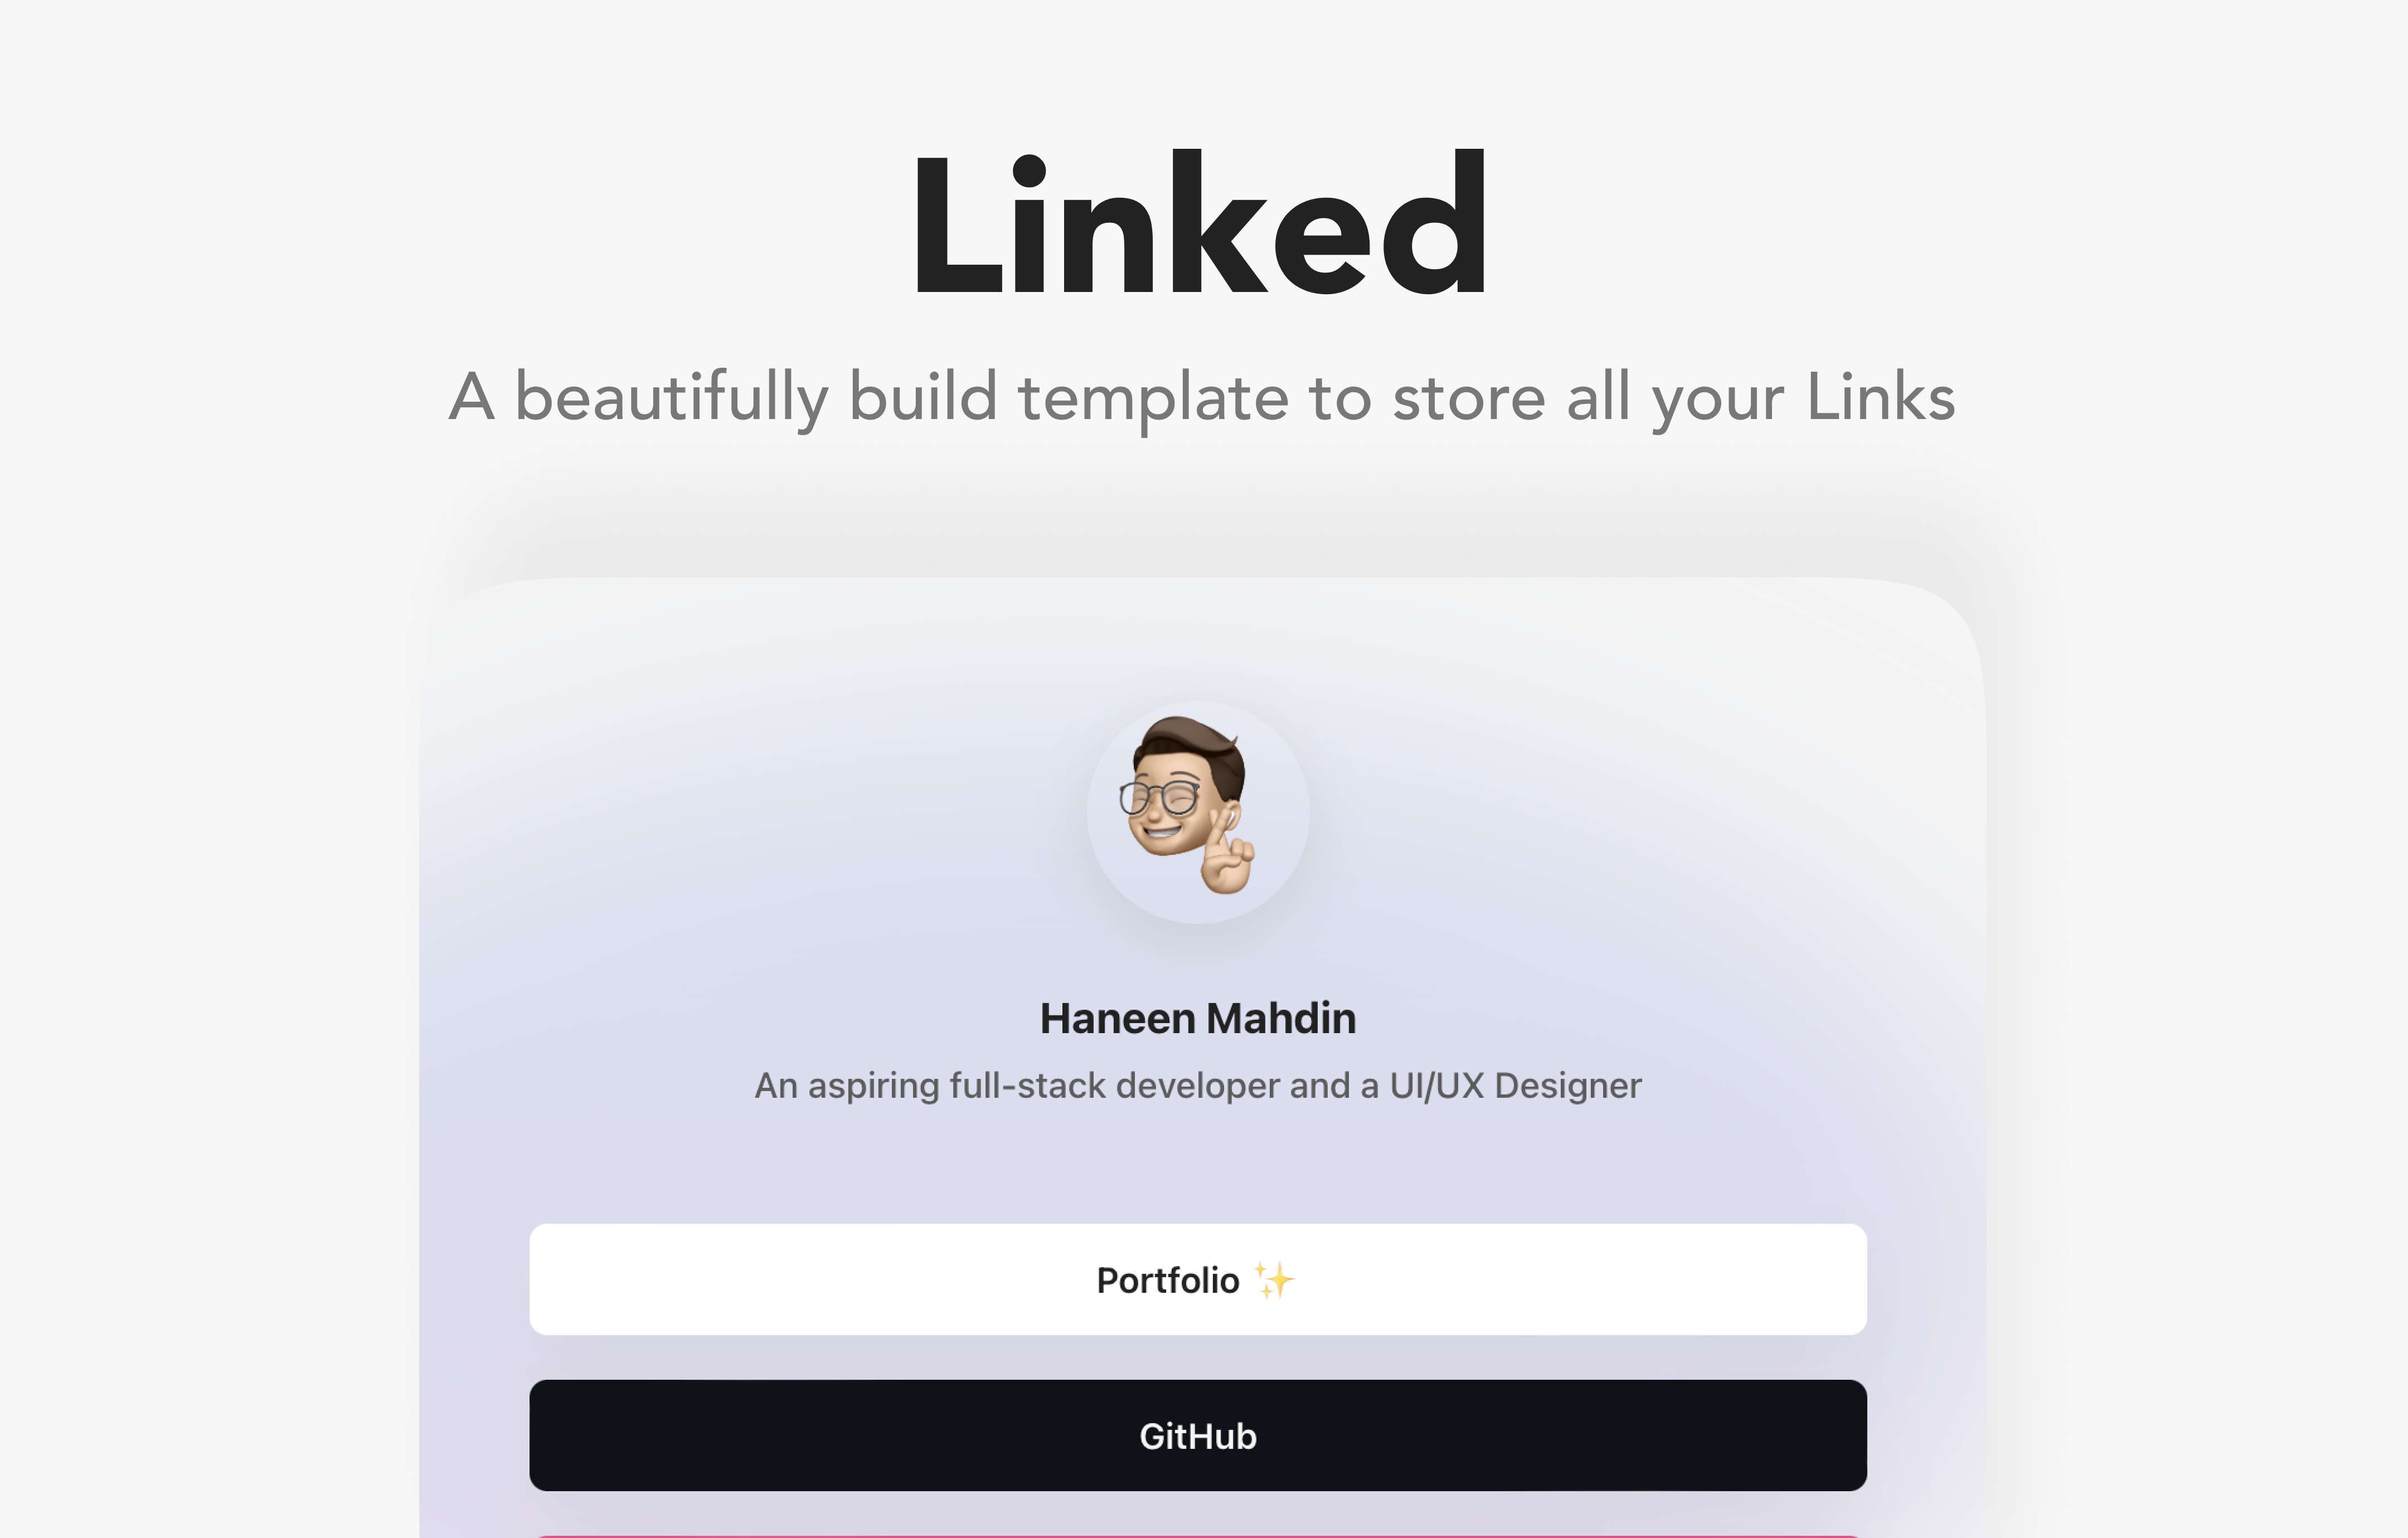 Linked
A beautifully build template to store all your Links
Haneen Mahdin
An aspiring full-stack developer and a UI/UX Designer
Portfolio ✨
GitHub